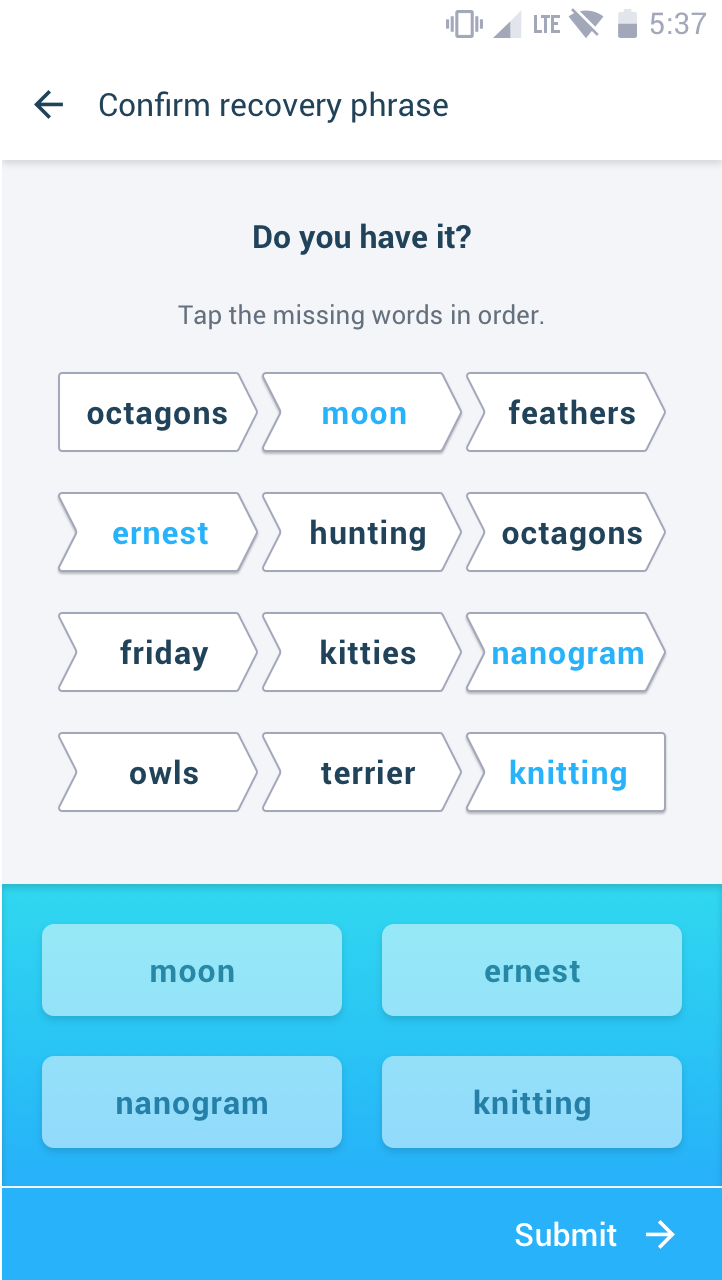 LTE 5:37
Confirm recovery phrase
Do you have it?
Tap the missing words in order.
octagons moon feathers
ernest hunting octagons
friday kitties nanogram
owls terrier knitting
moon ernest
nanogram knitting
Submit